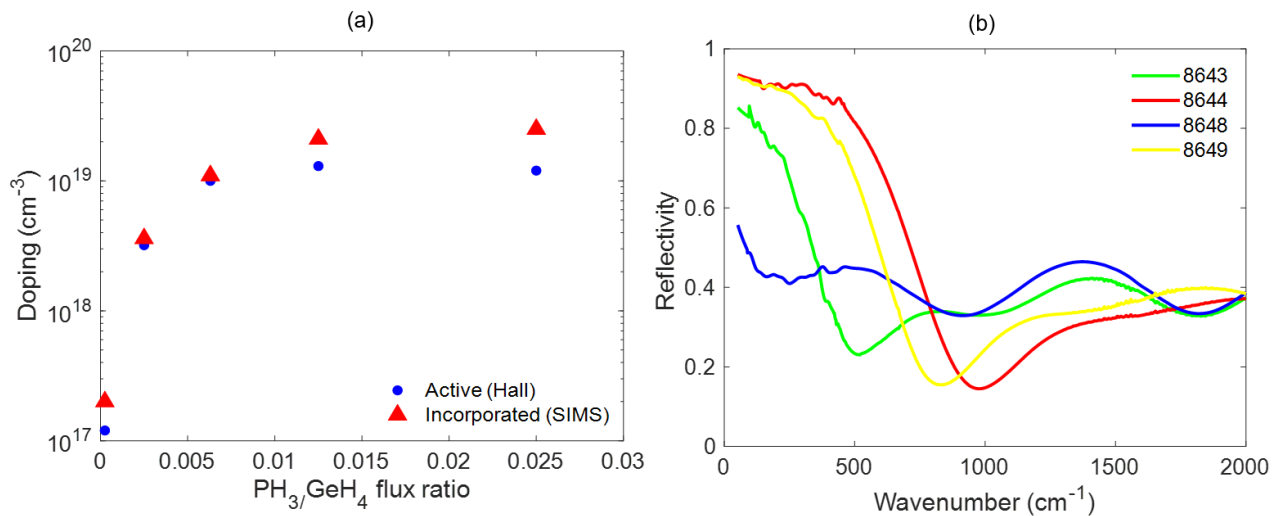 (a)
10^20
10^19
10^18
10^17
Doping (cm^-3)
0 0.005 0.01 0.015 0.02 0.025 0.03
PH_3/GeH_4 flux ratio
Active (Hall)
Incorporated (SIMS)
(b)
1
0.8
0.6
0.4
0.2
0
Reflectivity
0 500 1000 1500 2000
Wavenumber (cm^-1)
8643
8644
8648
8649